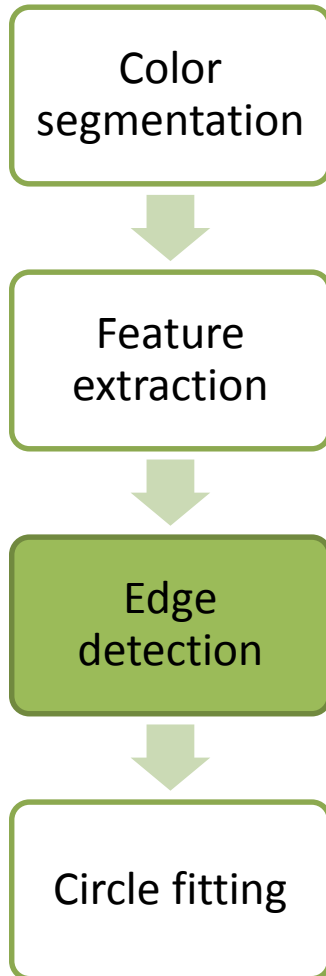 Color
segmentation
Feature
extraction
Edge
detection
Circle fitting